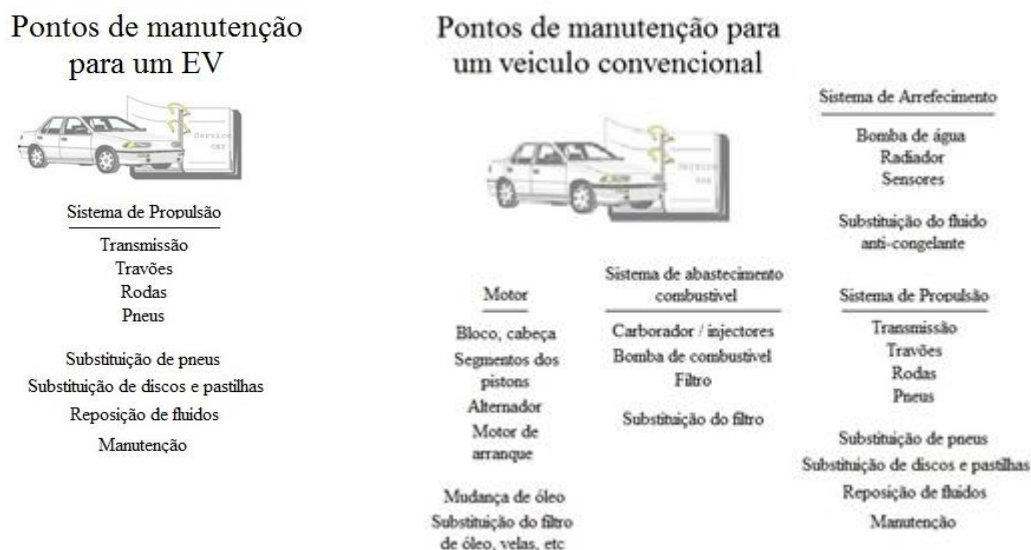 Pontos de manutenção
para um EV
Sistema de Propulsão
Transmissão
Travões
Rodas
Pneus
Substituição de pneus
Substituição de discos e pastilhas
Reposição de fluidos
Manutenção
Pontos de manutenção para
um veiculo convencional
Motor
Bloco, cabeça
Segmentos dos
pistons
Alternador
Motor de
arranque
Mudança de óleo
Substituição do filtro
de óleo, velas, etc
Sistema de abastecimento
combustivel
Carborador / injectores
Bomba de combustivel
Filtro
Substituição do filtro
Sistema de Arrefecimento
Bomba de água
Radiador
Sensores
Substituição do fluido
anti-congelante
Sistema de Propulsão
Transmissão
Travões
Rodas
Pneus
Substituição de pneus
Substituição de discos e pastilhas
Reposição de fluidos
Manutenção